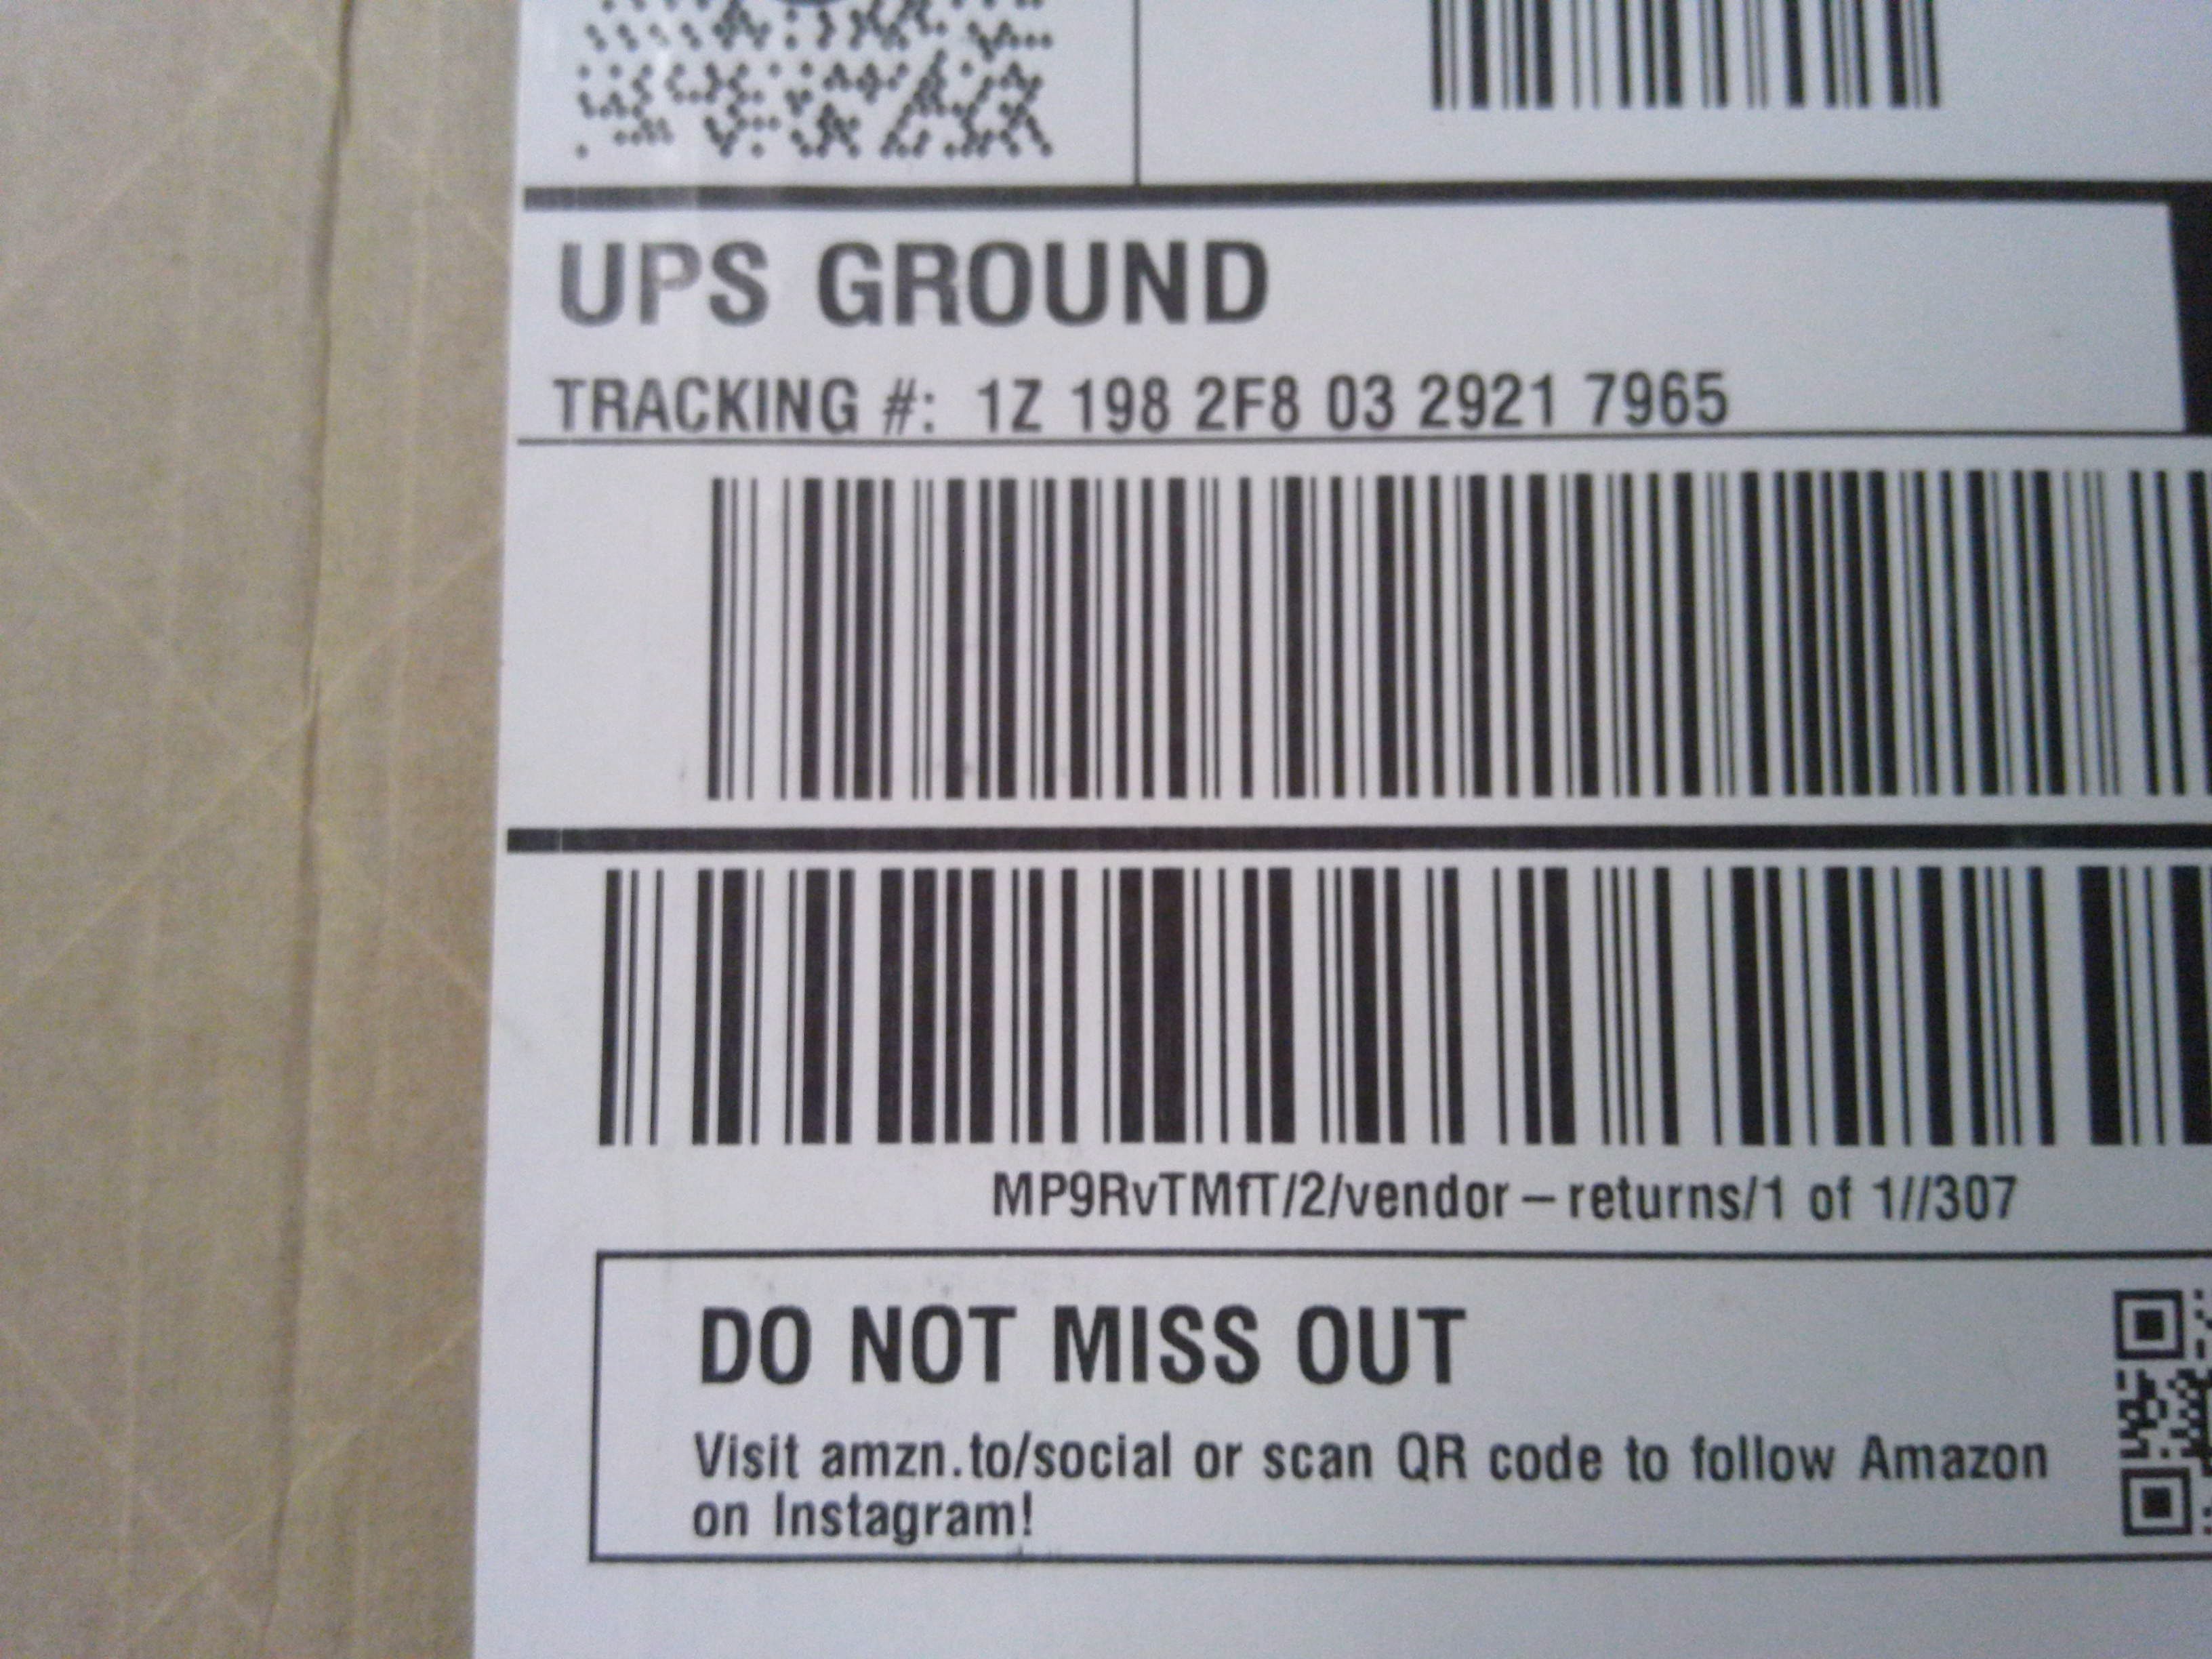 UPS GROUND
TRACKING #: 1Z 198 2F8 03 2921 7965
MP9RvTMfT/2/vendor – returns/1 of 1//307
DO NOT MISS OUT
Visit amzn.to/social or scan QR code to follow Amazon
on Instagram!